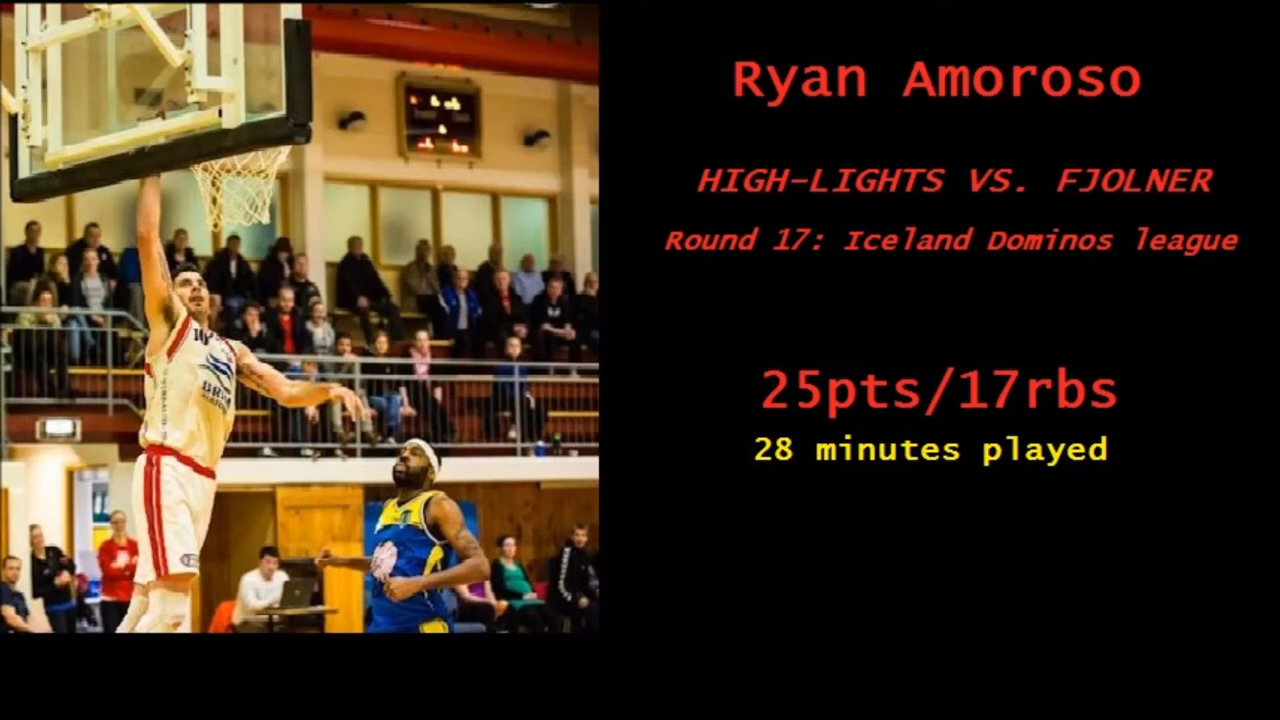 Ryan Amoroso
HIGH-LIGHTS VS. FJOLNER
Round 17: Iceland Dominos league
25pts/17rbs
28 minutes played